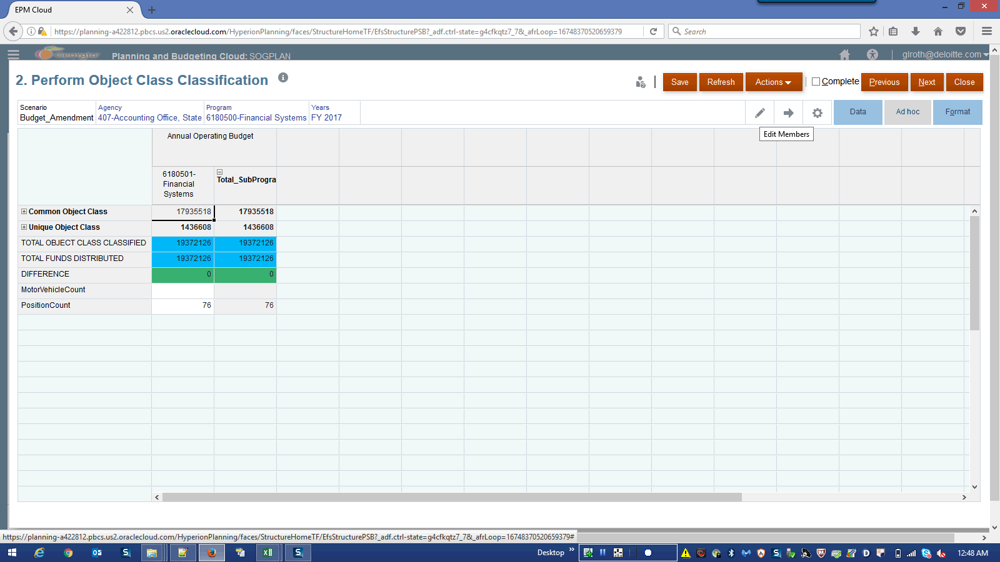 EPM Cloud
https://planning-a422812.pbcs.us2.oraclecloud.com/HyperionPlanning/faces/StructureHomeTF/EfsStructurePSB?_adf.ctrl-state=g4cfkqtz7_7&_afrLoop=16748370520659379
Search
Georgia
Planning and Budgeting Cloud: SOGPLAN
glroth@deloitte.com
2. Perform Object Class Classification
Save
Refresh
Actions
Complete
Previous
Next
Close
Scenario
Agency
Program
Years
Budget_Amendment
407-Accounting Office, State
6180500-Financial Systems
FY 2017
Data
Ad hoc
Format
Edit Members
Annual Operating Budget
6180501-
Financial
Systems
Total_SubProgra
Common Object Class 17935518 17935518
Unique Object Class 1436608 1436608
TOTAL OBJECT CLASS CLASSIFIED 19372126 19372126
TOTAL FUNDS DISTRIBUTED 19372126 19372126
DIFFERENCE 0 0
MotorVehicleCount
PositionCount 76 76
https://planning-a422812.pbcs.us2.oraclecloud.com/HyperionPlanning/faces/StructureHomeTF/EfsStructurePSB?_adf.ctrl-state=g4cfkqtz7_7&_afrLoop=16748370520659379#
Desktop
12:48 AM